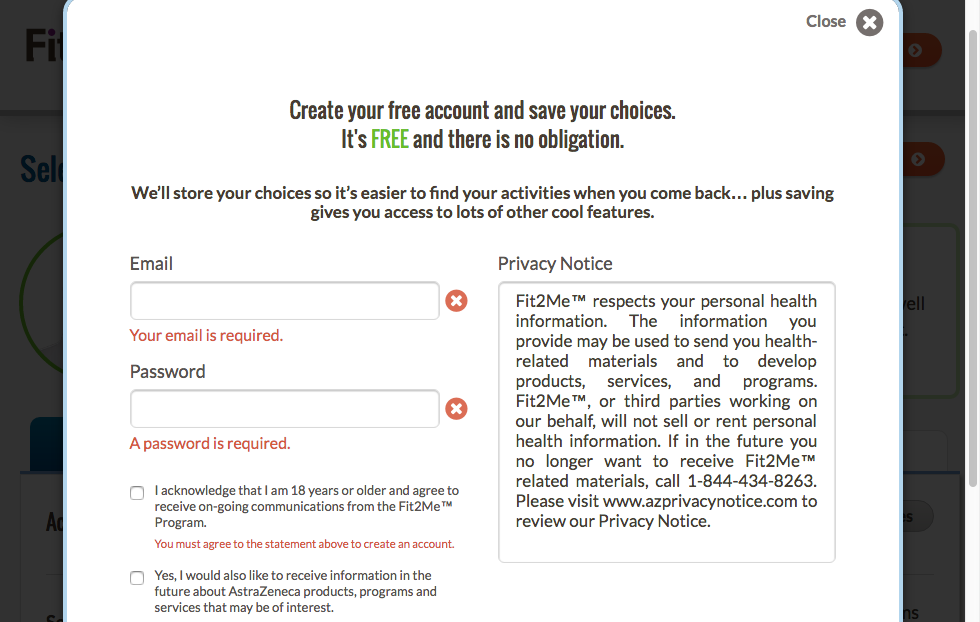 Close
Fit
Create your free account and save your choices.
It's FREE and there is no obligation.
Sele
We'll store your choices so it's easier to find your activities when you come back... plus saving
gives you access to lots of other cool features.
Email
Your email is required.
Password
A password is required.
I acknowledge that I am 18 years or older and agree to
receive on-going communications from the Fit2Me™
Program.
You must agree to the statement above to create an account.
Yes, I would also like to receive information in the
future about AstraZeneca products, programs and
services that may be of interest.
Privacy Notice
Fit2Me™ respects your personal health
information. The information you
provide may be used to send you health-
related materials and to develop
products, services, and programs.
Fit2Me™, or third parties working on
our behalf, will not sell or rent personal
health information. If in the future you
no longer want to receive Fit2Me™
related materials, call 1-844-434-8263.
Please visit www.azprivacynotice.com to
review our Privacy Notice.